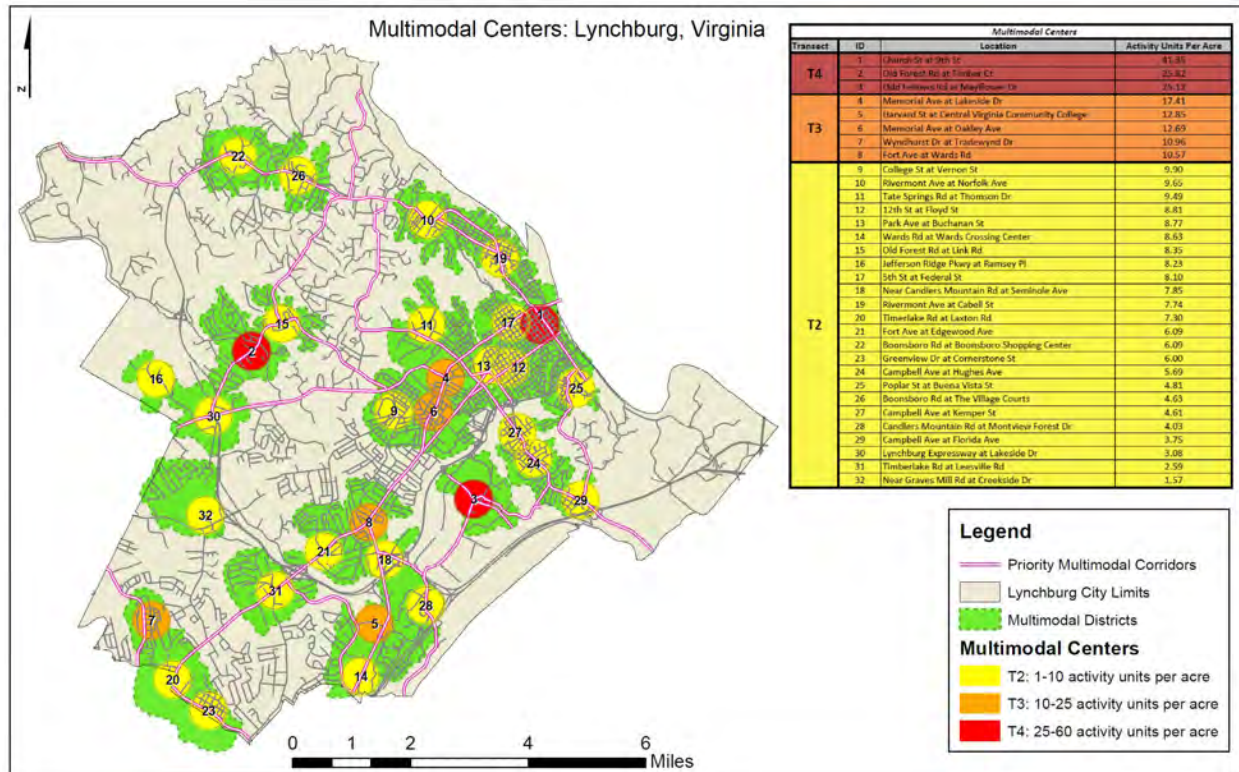 Multimodal Centers: Lynchburg, Virginia
N
Multimodal Centers
Transect ID Location Activity Units Per Acre
T4
1 Church St at 9th St
2 Old Forest Rd at Timber Ct 25.82
3 Odd Fellows Rd at Mayflower Dr 25.12
T3
4 Memorial Ave at Lakeside Dr 17.41
5 Harvard St at Central Virginia Community College 12.85
6 Memorial Ave at Oakley Ave 12.69
7 Wyndhurst Dr at Tradewynd Dr 10.96
8 Fort Ave at Wards Rd 10.57
T2
9 College St at Vernon St 9.90
10 Rivermont Ave at Norfolk Ave 9.65
11 Tate Springs Rd at Thomson Dr 9.49
12 12th St at Floyd St 8.81
13 Park Ave at Buchanan St 8.77
14 Wards Rd at Wards Crossing Center 8.63
15 Old Forest Rd at Link Rd 8.35
16 Jefferson Ridge Pkwy at Ramsey Pl 8.23
17 5th St at Federal St 8.10
18 Near Candlers Mountain Rd at Seminole Ave 7.85
19 Rivermont Ave at Cabell St 7.74
20 Timerlake Rd at Laxton Rd 7.30
21 Fort Ave at Edgewood Ave 6.09
22 Boonsboro Rd at Boonsboro Shopping Center 6.09
23 Greenview Dr at Cornerstone St 6.00
24 Campbell Ave at Hughes Ave 5.69
25 Poplar St at Buena Vista St 4.81
26 Boonsboro Rd at The Village Courts 4.63
27 Campbell Ave at Kemper St 4.61
28 Candlers Mountain Rd at Montview Forest Dr 4.03
29 Campbell Ave at Florida Ave 3.75
30 Lynchburg Expressway at Lakeside Dr 3.08
31 Timberlake Rd at Leesville Rd 2.59
32 Near Graves Mill Rd at Creekside Dr 1.57
22
26
10
19
1
17
11
15
2
16
13
12
4
25
30
9
6
27
24
3
29
32
8
21
18
31
28
7
5
14
20
23
Legend
Priority Multimodal Corridors
Lynchburg City Limits
Multimodal Districts
Multimodal Centers
T2: 1-10 activity units per acre
T3: 10-25 activity units per acre
T4: 25-60 activity units per acre
0 1 2 4 6
Miles